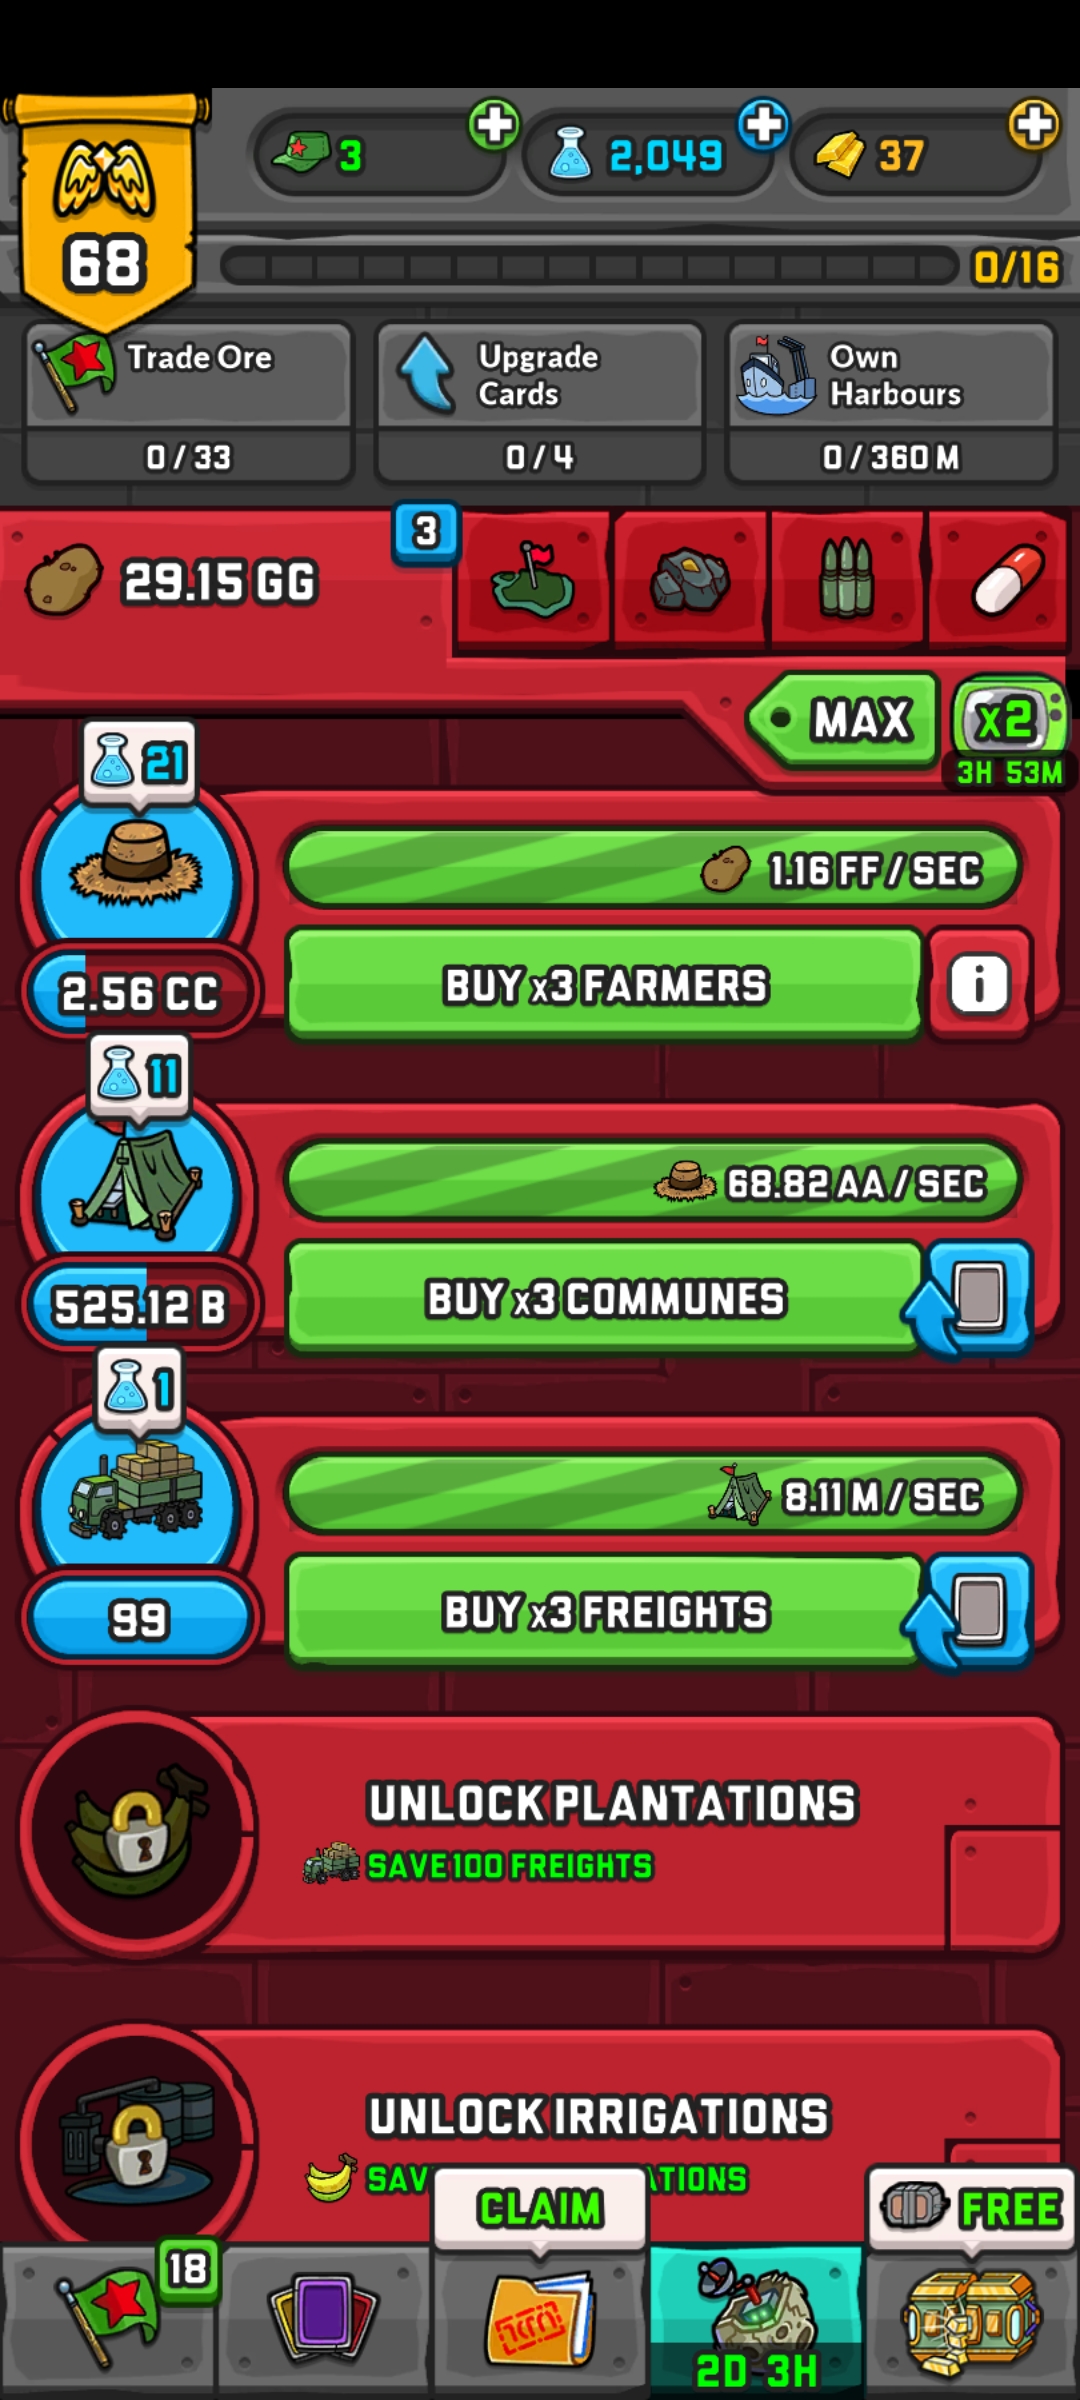 68
3
2,049
37
0/16
Trade Ore
0 / 33
Upgrade
Cards
0 / 4
Own
Harbours
0 / 360 M
29.15 GG
3
MAX
x2
3H 53M
21
1.16 FF / SEC
2.56 CC
BUY x3 FARMERS
i
11
68.82 AA / SEC
525.12 B
BUY x3 COMMUNES
1
8.11 M / SEC
99
BUY x3 FREIGHTS
UNLOCK PLANTATIONS
SAVE 100 FREIGHTS
UNLOCK IRRIGATIONS
CLAIM
FREE
18
2D 3H